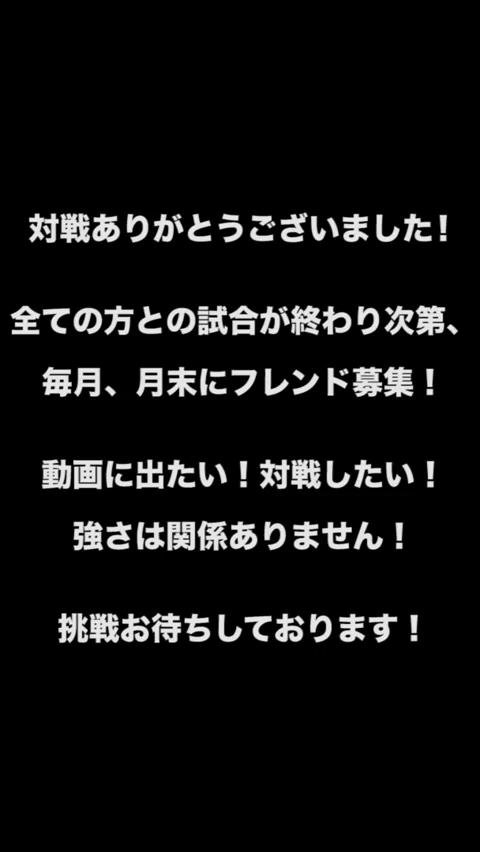 対戦ありがとうございました！
全ての方との試合が終わり次第、
毎月、月末にフレンド募集！
動画に出たい！対戦したい！
強さは関係ありません！
挑戦お待ちしております！